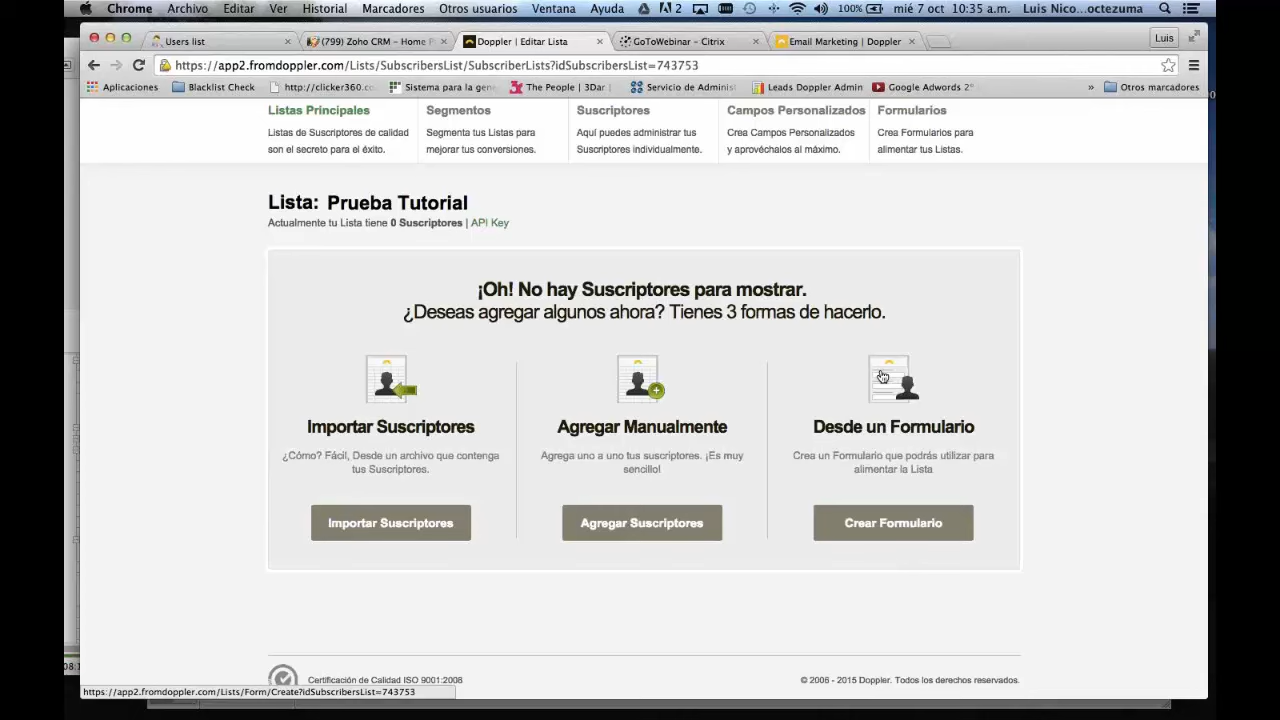 Chrome Archivo Editar Ver Historial Marcadores Otros usuarios Ventana Ayuda 2 100% mié 7 oct 10:35 a.m. Luis Nico...octezuma
Users list (799) Zoho CRM - Home P Doppler | Editar Lista GoToWebinar - Citrix Email Marketing | Doppler Luis
https://app2.fromdoppler.com/Lists/SubscribersList/SubscriberLists?idSubscribersList=743753
Aplicaciones Blacklist Check http://clicker360.co Sistema para la gene The People | 3Dar | Servicio de Adminis Leads Doppler Admin Google Adwords 2° » Otros marcadores
Listas Principales Segmentos Suscriptores Campos Personalizados Formularios
Listas de Suscriptores de calidad Segmenta tus Listas para Aquí puedes administrar tus Crea Campos Personalizados Crea Formularios para
son el secreto para el éxito. mejorar tus conversiones. Suscriptores individualmente. y aprovéchalos al máximo. alimentar tus Listas.
Lista: Prueba Tutorial
Actualmente tu Lista tiene 0 Suscriptores | API Key
¡Oh! No hay Suscriptores para mostrar.
¿Deseas agregar algunos ahora? Tienes 3 formas de hacerlo.
Importar Suscriptores Agregar Manualmente Desde un Formulario
¿Cómo? Fácil, Desde un archivo que contenga Agrega uno a uno tus suscriptores. ¡Es muy Crea un Formulario que podrás utilizar para
tus Suscriptores. sencillo! alimentar la Lista
Importar Suscriptores Agregar Suscriptores Crear Formulario
Certificación de Calidad ISO 9001:2008 © 2006 - 2015 Doppler. Todos los derechos reservados.
https://app2.fromdoppler.com/Lists/Form/Create?idSubscribersList=743753